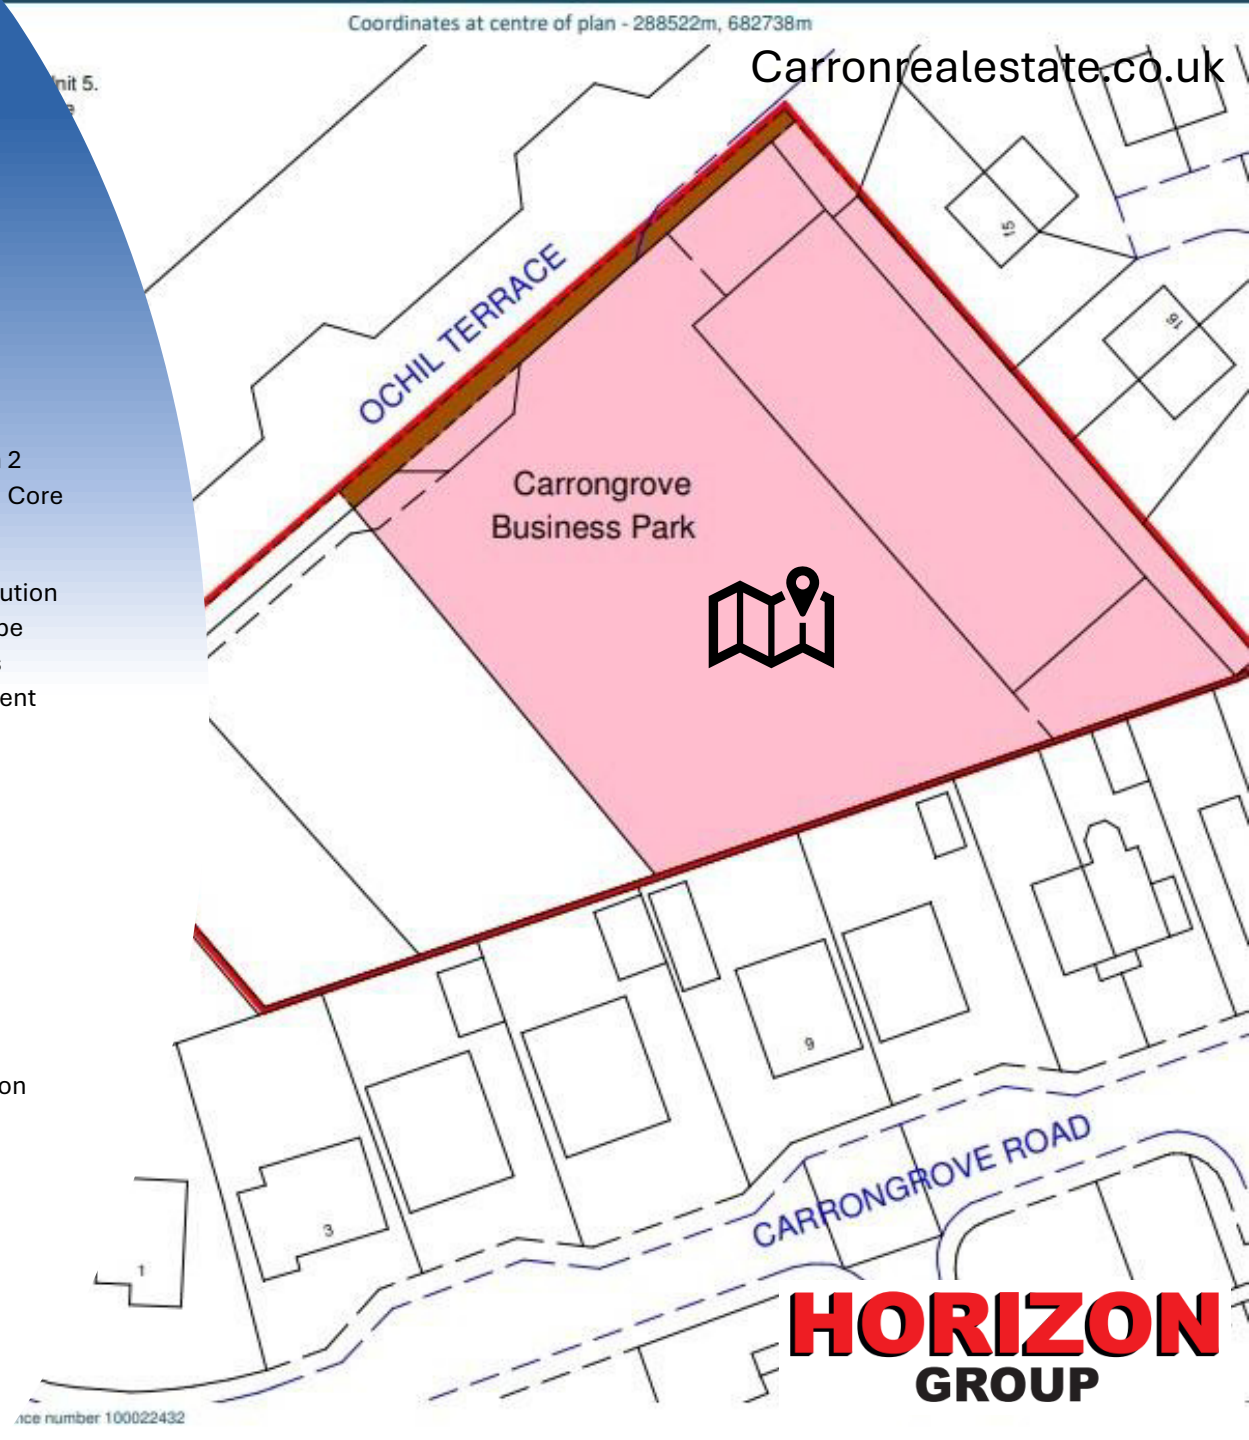 Coordinates at centre of plan - 288522m, 682738m
Carronrealestate.co.uk
nit 5.
e
OCHIL TERRACE
15
16
2
Core
Carrongrove
Business Park
ution
be
s
ent
on
9
3
1
CARRONGROVE ROAD
HORIZON
GROUP
nce number 100022432